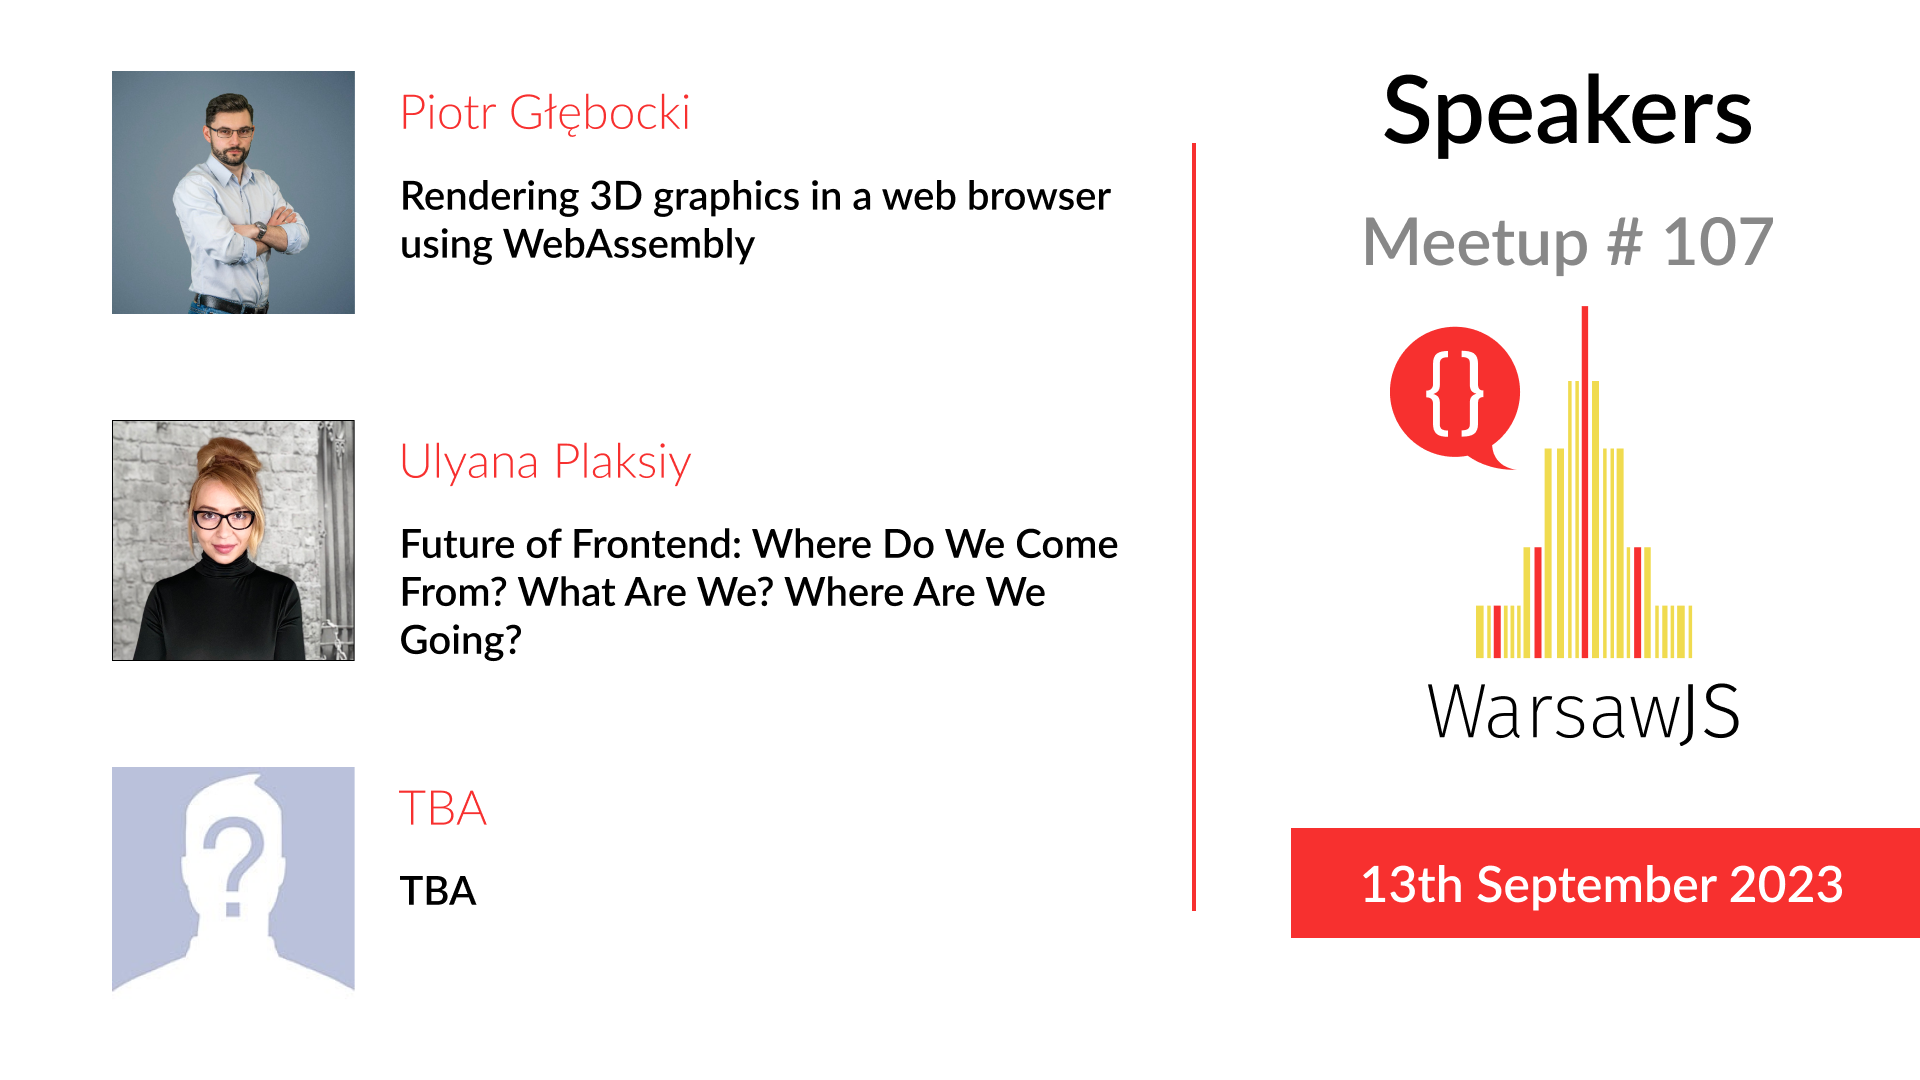 Piotr Głębocki
Rendering 3D graphics in a web browser
using WebAssembly
Ulyana Plaksiy
Future of Frontend: Where Do We Come
From? What Are We? Where Are We
Going?
?
TBA
TBA
Speakers
Meetup # 107
{}
WarsawJS
13th September 2023